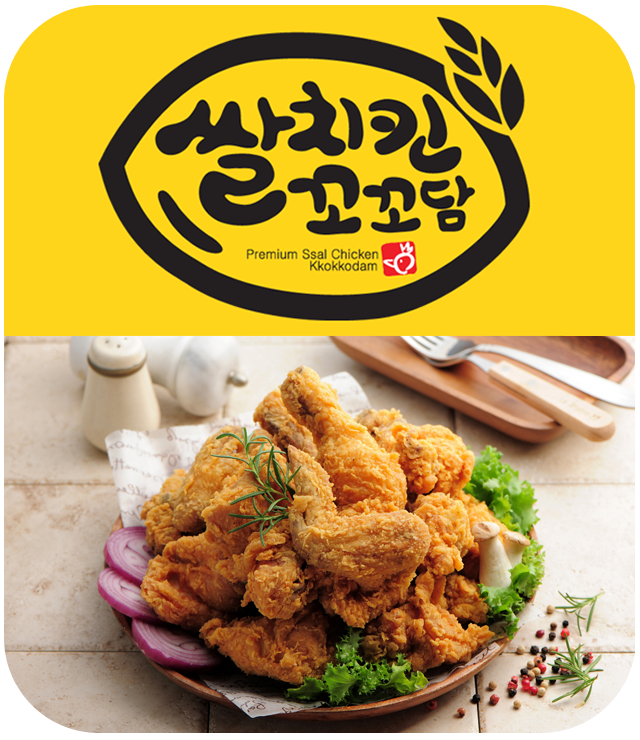 쌀치킨
꼬꼬담
Premium Ssal Chicken
Kkokkodam